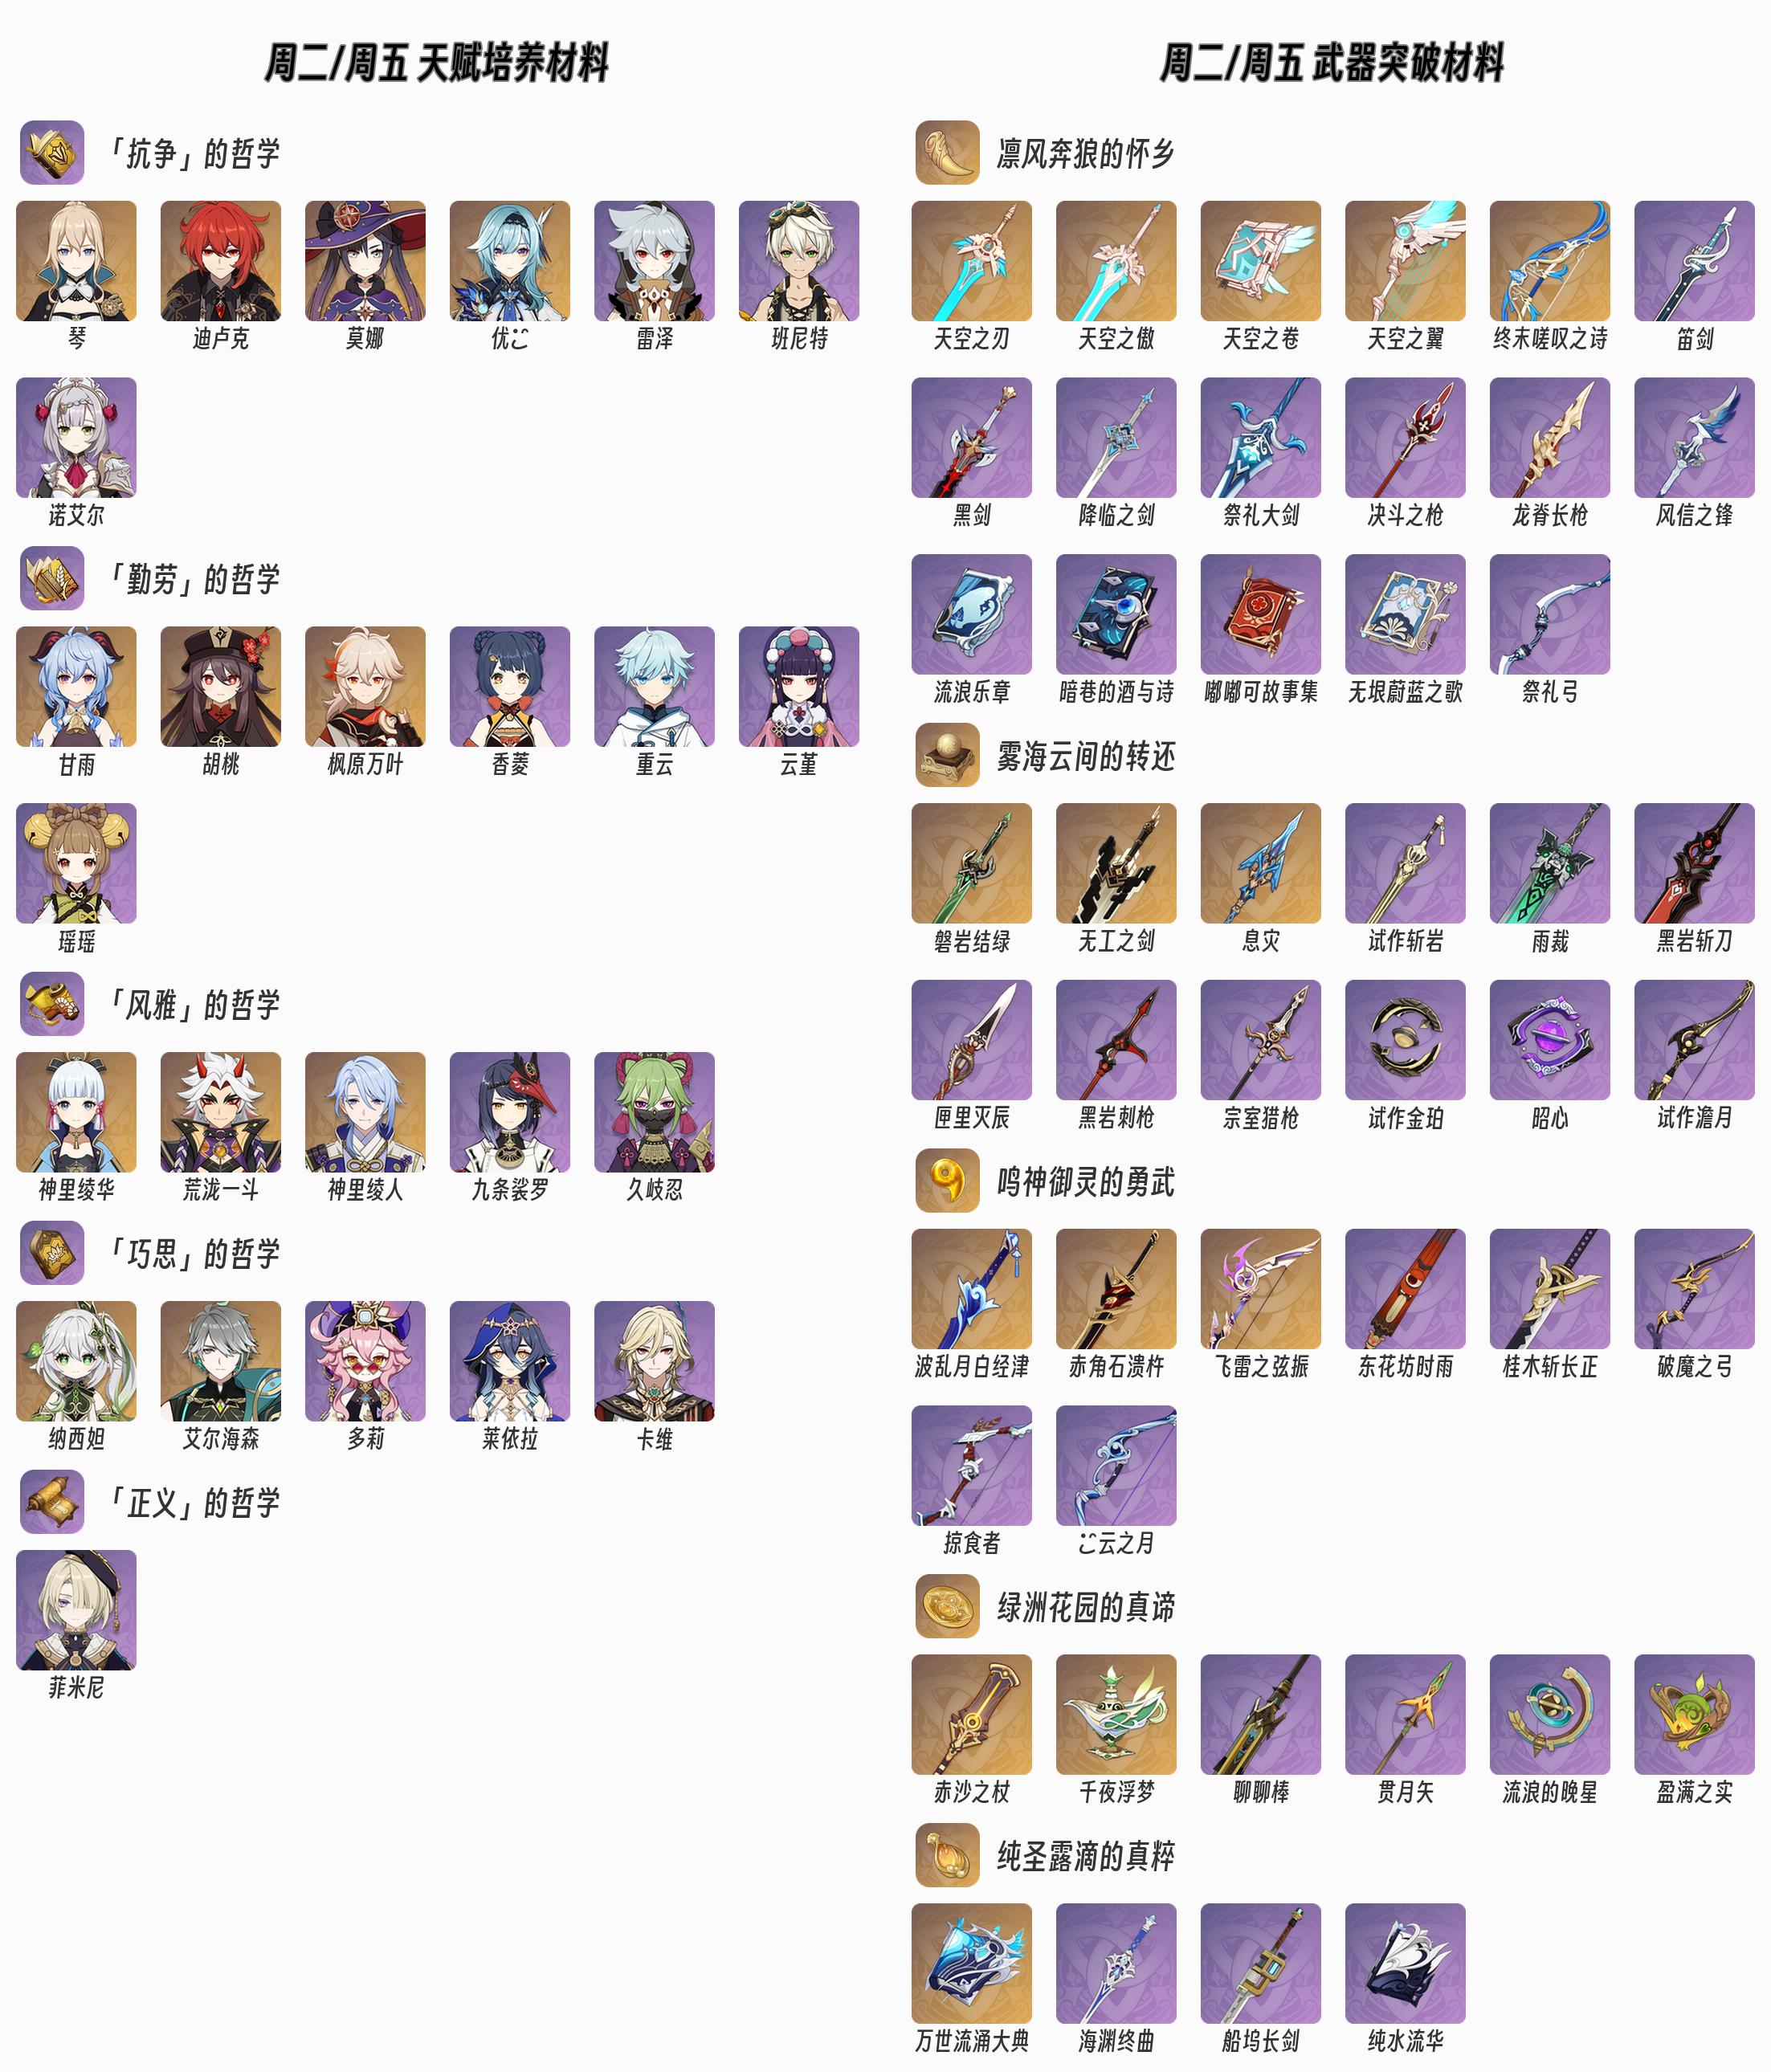 周二/周五 天赋培养材料
「抗争」的哲学
琴 迪卢克 莫娜 优 雷泽 班尼特
诺艾尔
「勤劳」的哲学
甘雨 胡桃 枫原万叶 香菱 重云 云堇
瑶瑶
「风雅」的哲学
神里绫华 荒泷一斗 神里绫人 九条裟罗 久岐忍
「巧思」的哲学
纳西妲 艾尔海森 多莉 莱依拉 卡维
「正义」的哲学
菲米尼
周二/周五 武器突破材料
凛风奔狼的怀乡
天空之刃 天空之傲 天空之卷 天空之翼 终末嗟叹之诗 笛剑
黑剑 降临之剑 祭礼大剑 决斗之枪 龙脊长枪 风信之锋
流浪乐章 暗巷的酒与诗 嘟嘟可故事集 无垠蔚蓝之歌 祭礼弓
雾海云间的转还
磐岩结绿 无工之剑 息灾 试作斩岩 雨裁 黑岩斩刀
匣里灭辰 黑岩刺枪 宗室猎枪 试作金珀 昭心 试作澹月
鸣神御灵的勇武
波乱月白经津 赤角石溃杵 飞雷之弦振 东花坊时雨 桂木斩长正 破魔之弓
掠食者 云之月
绿洲花园的真谛
赤沙之杖 千夜浮梦 聊聊棒 贯月矢 流浪的晚星 盈满之实
纯圣露滴的真粹
万世流涌大典 海渊终曲 船坞长剑 纯水流华